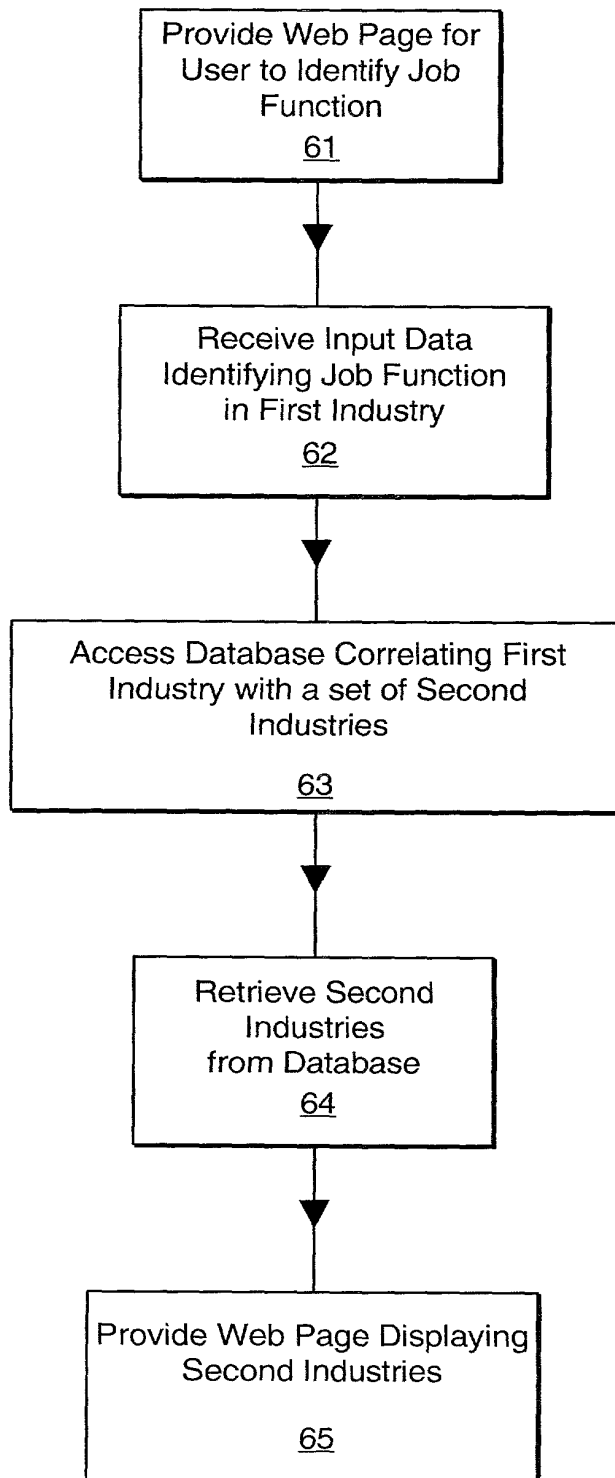 Provide Web Page for
User to Identify Job
Function
61
Receive Input Data
Identifying Job Function
in First Industry
62
Access Database Correlating First
Industry with a set of Second
Industries
63
Retrieve Second
Industries
from Database
64
Provide Web Page Displaying
Second Industries
65